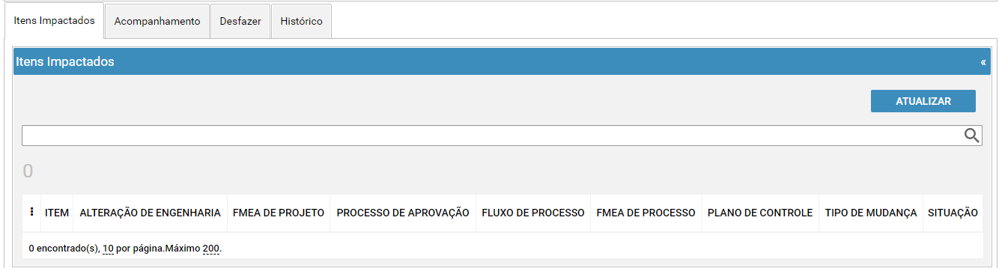 Itens Impactados Acompanhamento Desfazer Histórico
Itens Impactados «
ATUALIZAR
0
ITEM ALTERAÇÃO DE ENGENHARIA FMEA DE PROJETO PROCESSO DE APROVAÇÃO FLUXO DE PROCESSO FMEA DE PROCESSO PLANO DE CONTROLE TIPO DE MUDANÇA SITUAÇÃO
0 encontrado(s), 10 por página.Máximo 200.